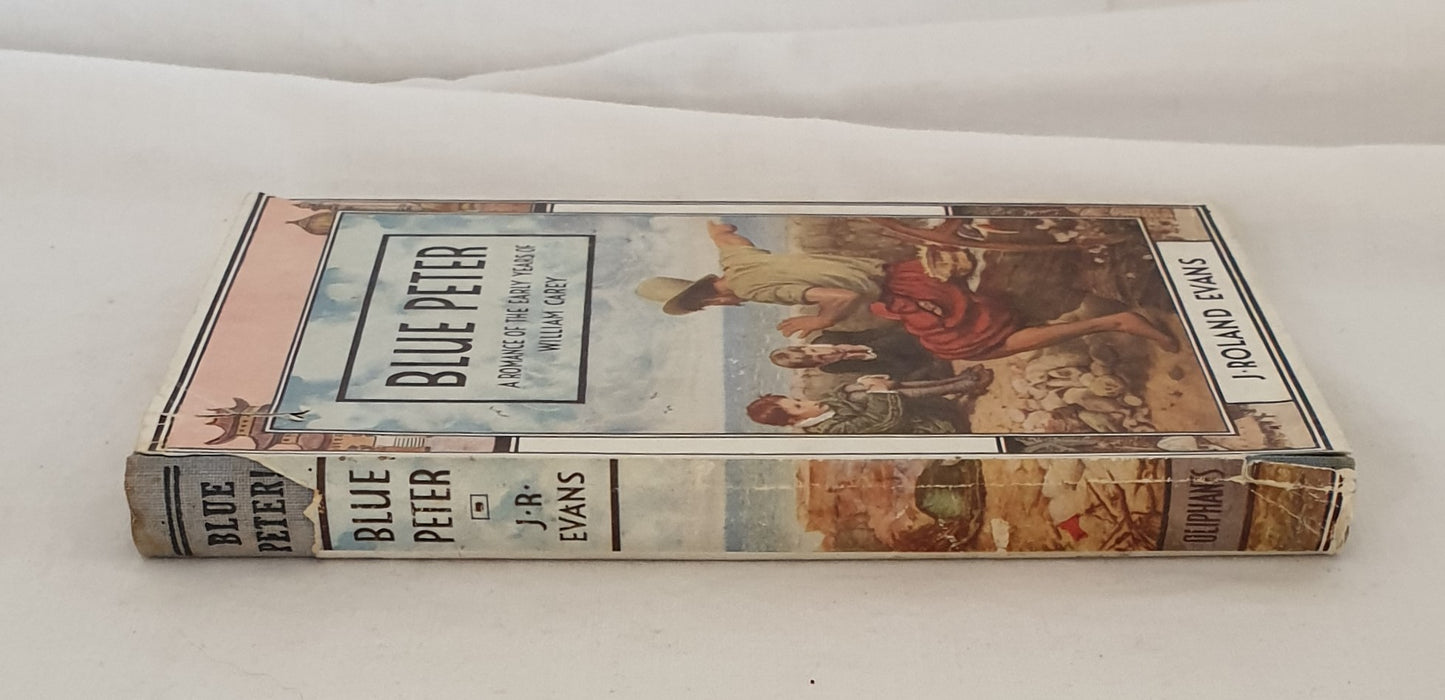 BLUE PETER
A ROMANCE OF THE EARLY YEARS OF
WILLIAM CAREY
J·ROLAND EVANS
BLUE
PETER
BLUE
PETER
J·R·
EVANS
OLIPHANTS